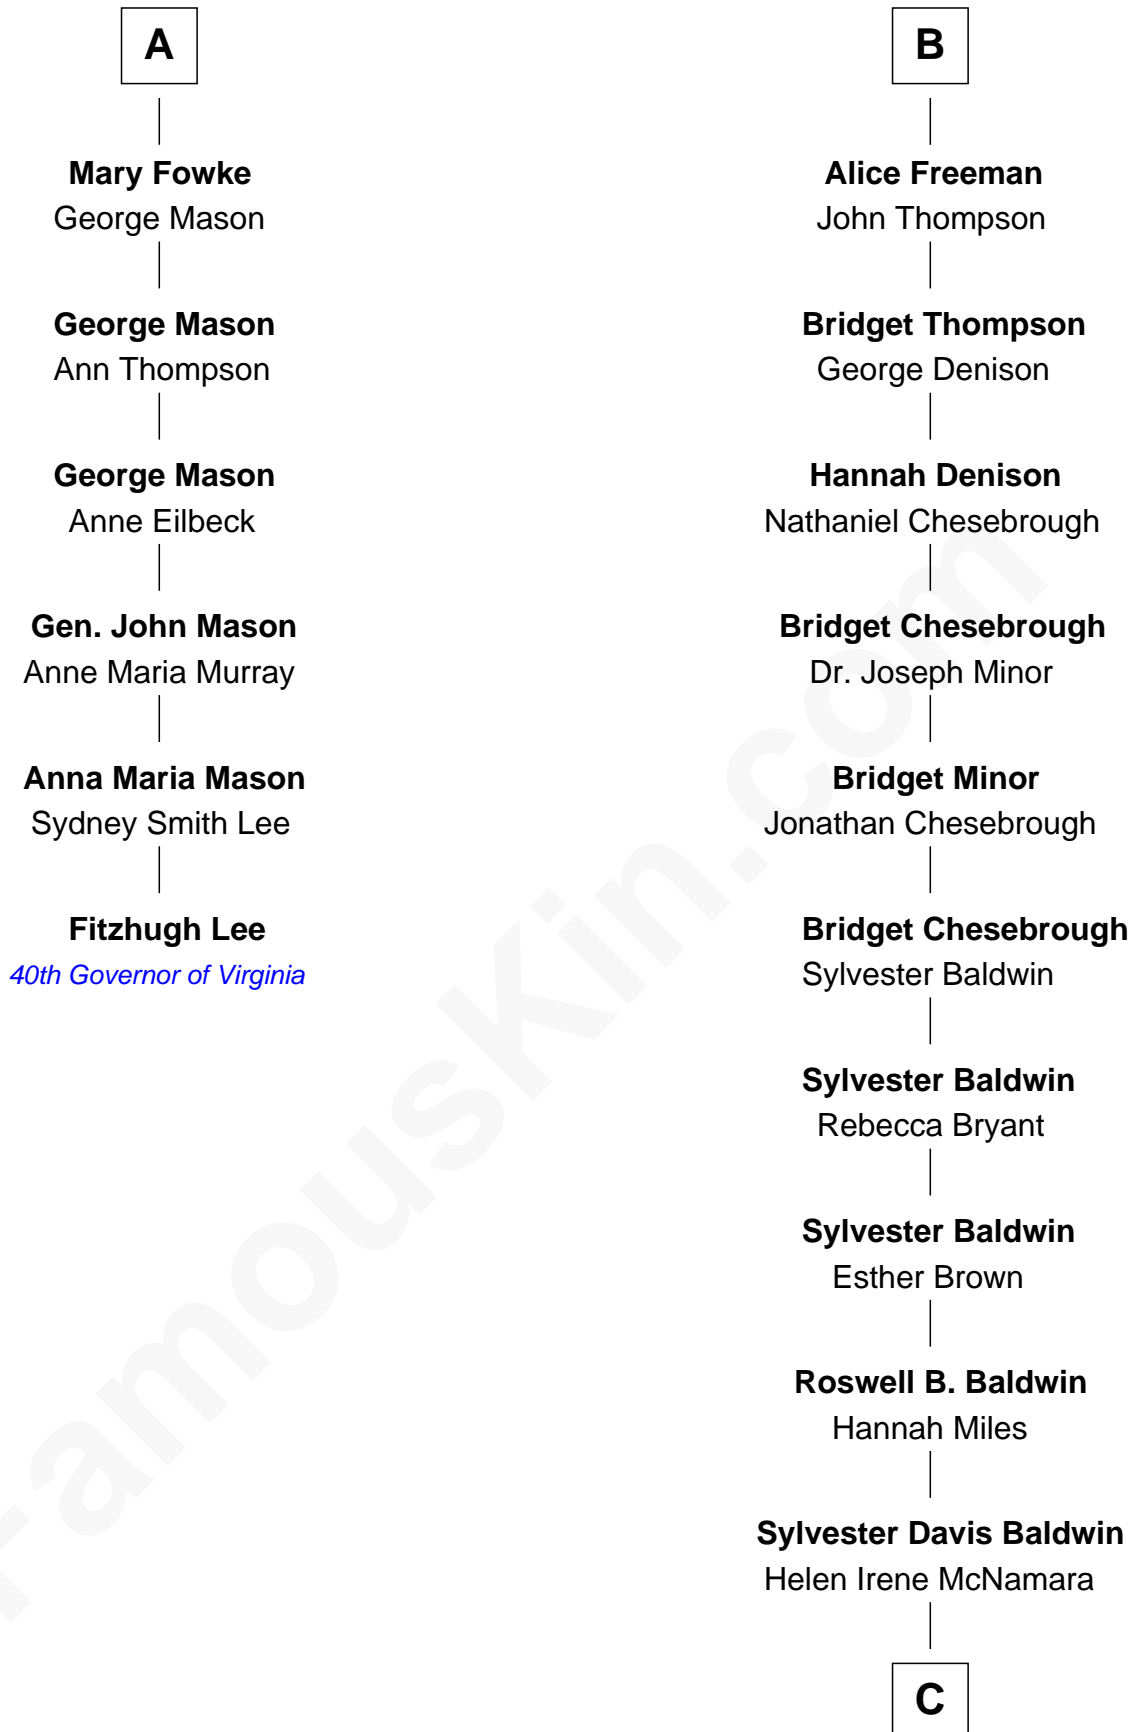 A
Mary Fowke
George Mason
George Mason
Ann Thompson
George Mason
Anne Eilbeck
Gen. John Mason
Anne Maria Murray
Anna Maria Mason
Sydney Smith Lee
Fitzhugh Lee
40th Governor of Virginia
B
Alice Freeman
John Thompson
Bridget Thompson
George Denison
Hannah Denison
Nathaniel Chesebrough
Bridget Chesebrough
Dr. Joseph Minor
Bridget Minor
Jonathan Chesebrough
Bridget Chesebrough
Sylvester Baldwin
Sylvester Baldwin
Rebecca Bryant
Sylvester Baldwin
Esther Brown
Roswell B. Baldwin
Hannah Miles
Sylvester Davis Baldwin
Helen Irene McNamara
C
FamousKin.com